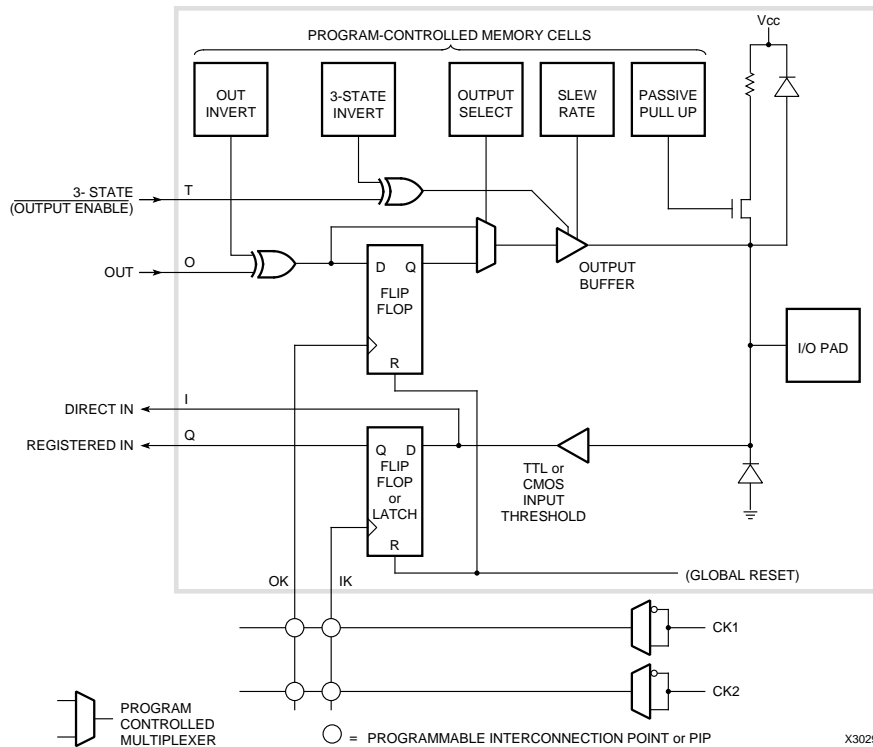 Vcc
PROGRAM-CONTROLLED MEMORY CELLS
OUT
INVERT
3-STATE
INVERT
OUTPUT
SELECT
SLEW
RATE
PASSIVE
PULL UP
3- STATE
(OUTPUT ENABLE)
T
OUT
O
D
Q
FLIP
FLOP
R
OUTPUT
BUFFER
I/O PAD
DIRECT IN
I
REGISTERED IN
Q
Q
D
FLIP
FLOP
or
LATCH
R
TTL or
CMOS
INPUT
THRESHOLD
OK
IK
(GLOBAL RESET)
CK1
CK2
PROGRAM
CONTROLLED
MULTIPLEXER
= PROGRAMMABLE INTERCONNECTION POINT or PIP